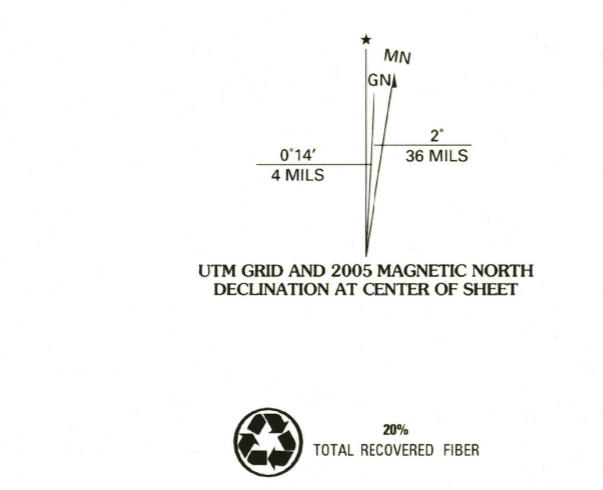 ★
MN
GN
0°14′
4 MILS
2°
36 MILS
UTM GRID AND 2005 MAGNETIC NORTH
DECLINATION AT CENTER OF SHEET
20%
TOTAL RECOVERED FIBER